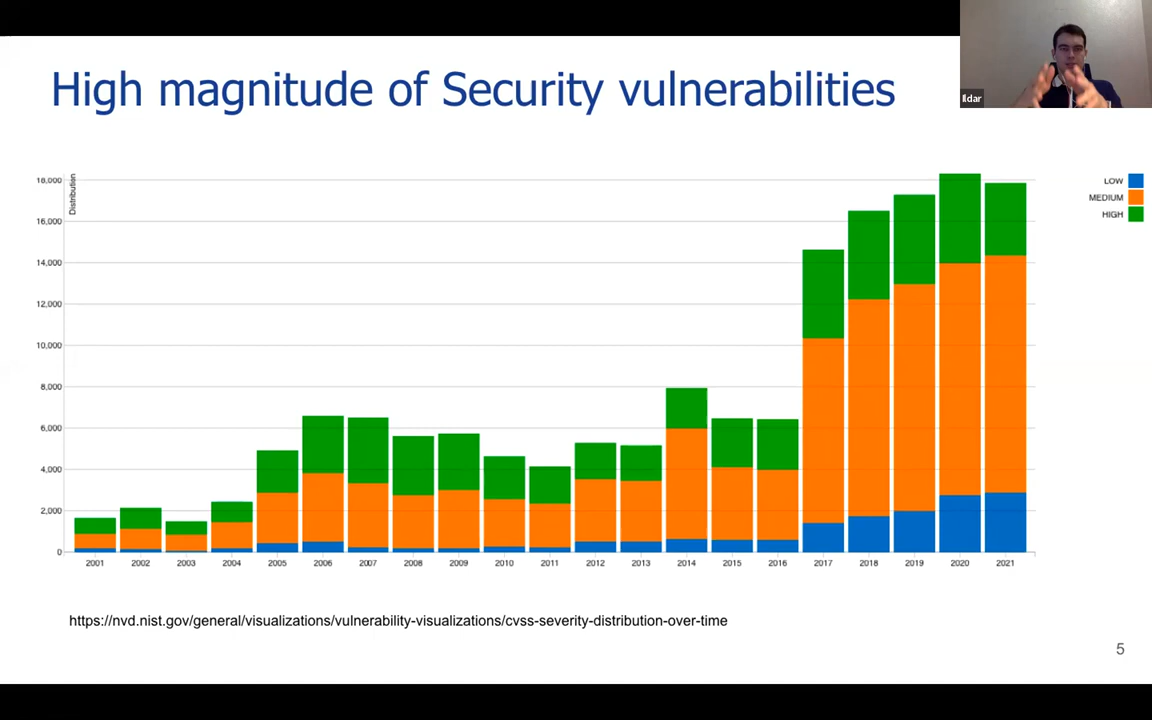 High magnitude of Security vulnerabilities
Ildar
Distribution
18,000
16,000
14,000
12,000
10,000
8,000
6,000
4,000
2,000
0
2001 2002 2003 2004 2005 2006 2007 2008 2009 2010 2011 2012 2013 2014 2015 2016 2017 2018 2019 2020 2021
LOW
MEDIUM
HIGH
https://nvd.nist.gov/general/visualizations/vulnerability-visualizations/cvss-severity-distribution-over-time
5